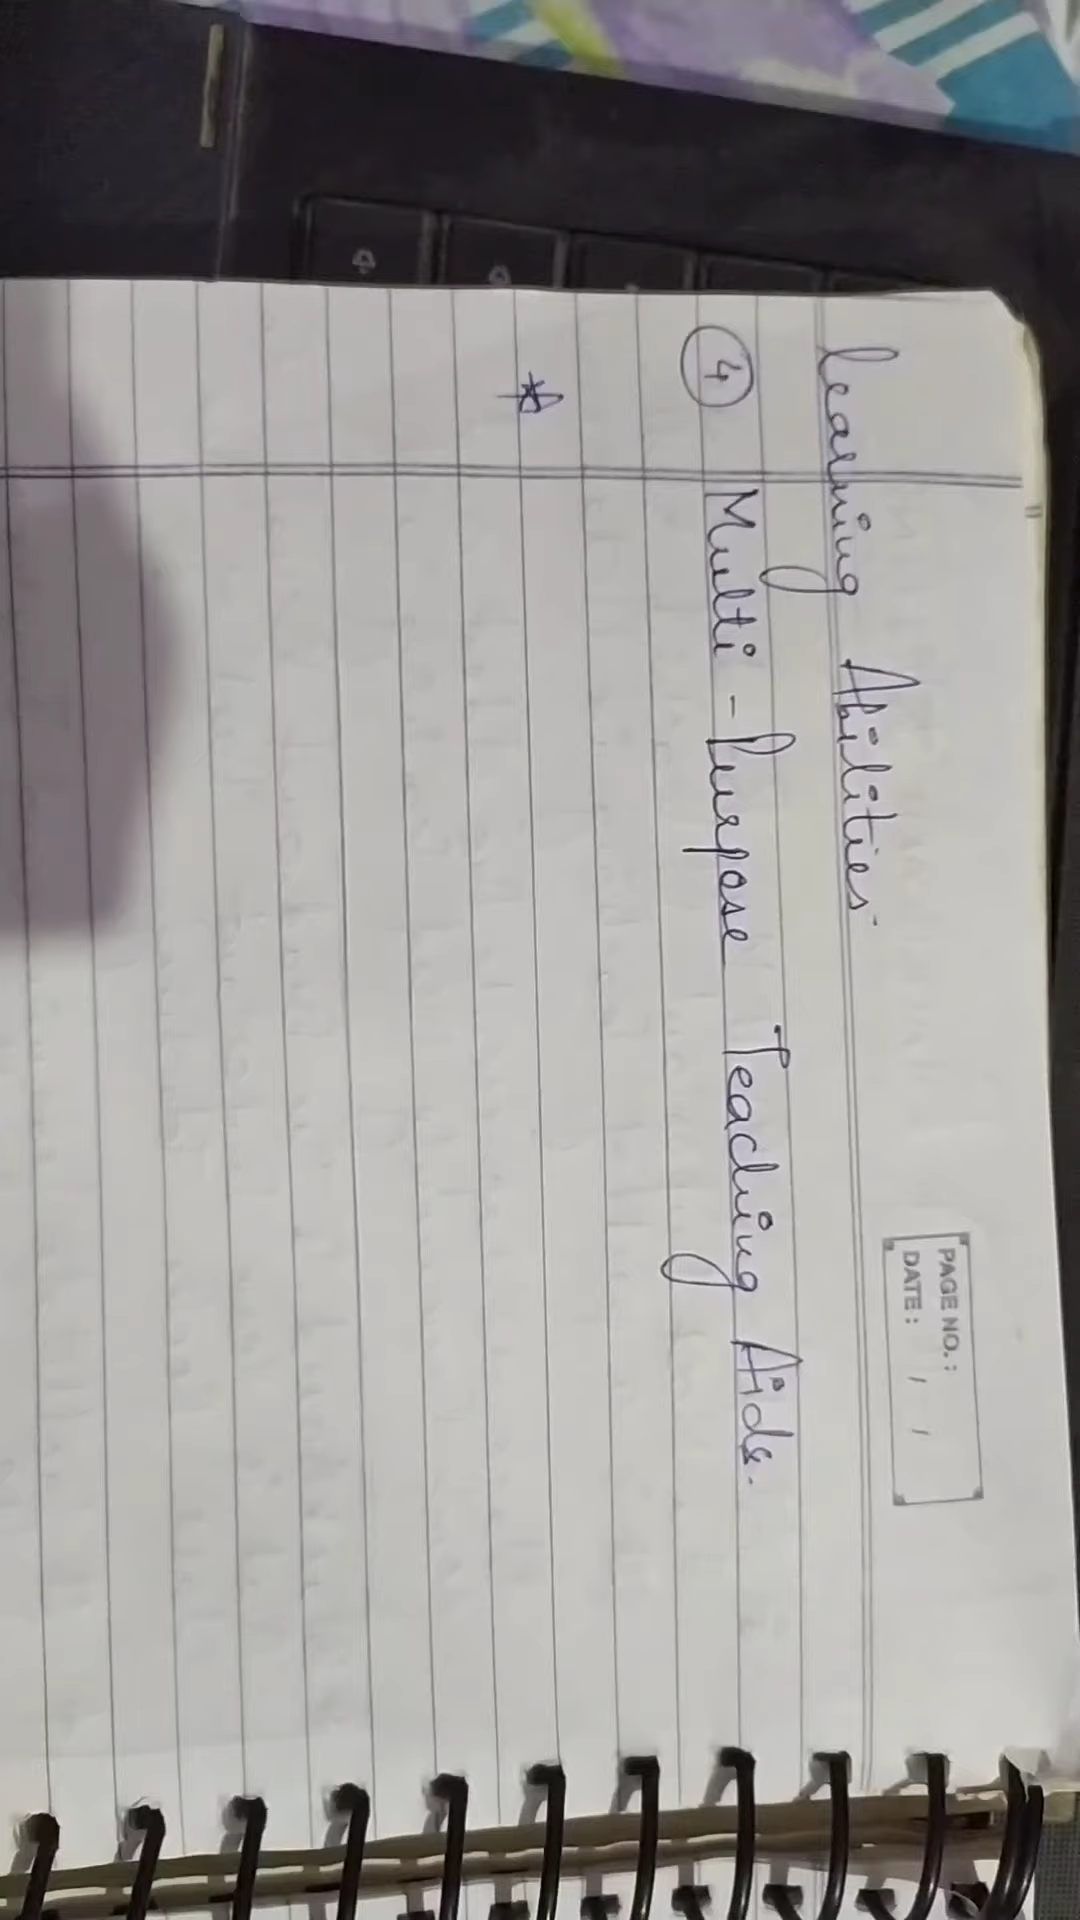 PAGE NO.:
DATE: / /
learning Abilities
4 Multi-Purpose Teaching Aids.